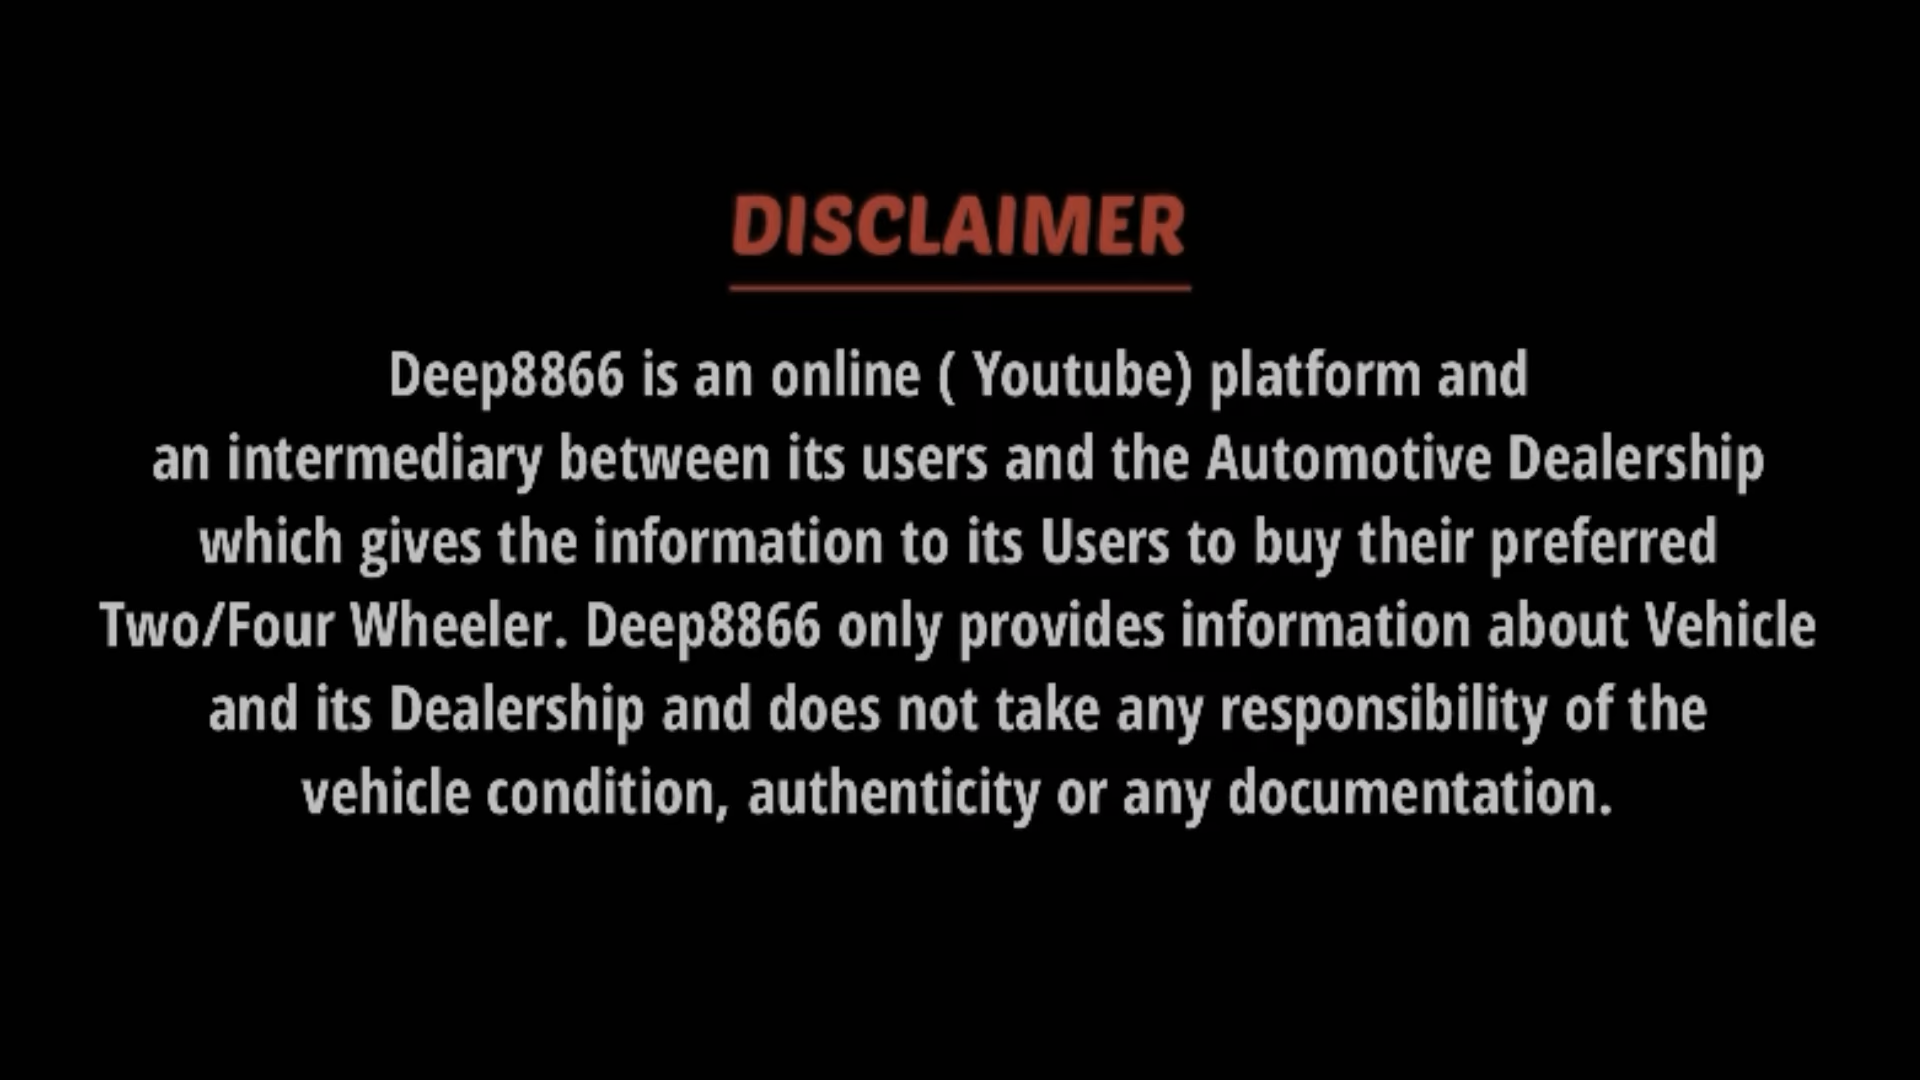 DISCLAIMER
Deep8866 is an online ( Youtube) platform and
an intermediary between its users and the Automotive Dealership
which gives the information to its Users to buy their preferred
Two/Four Wheeler. Deep8866 only provides information about Vehicle
and its Dealership and does not take any responsibility of the
vehicle condition, authenticity or any documentation.